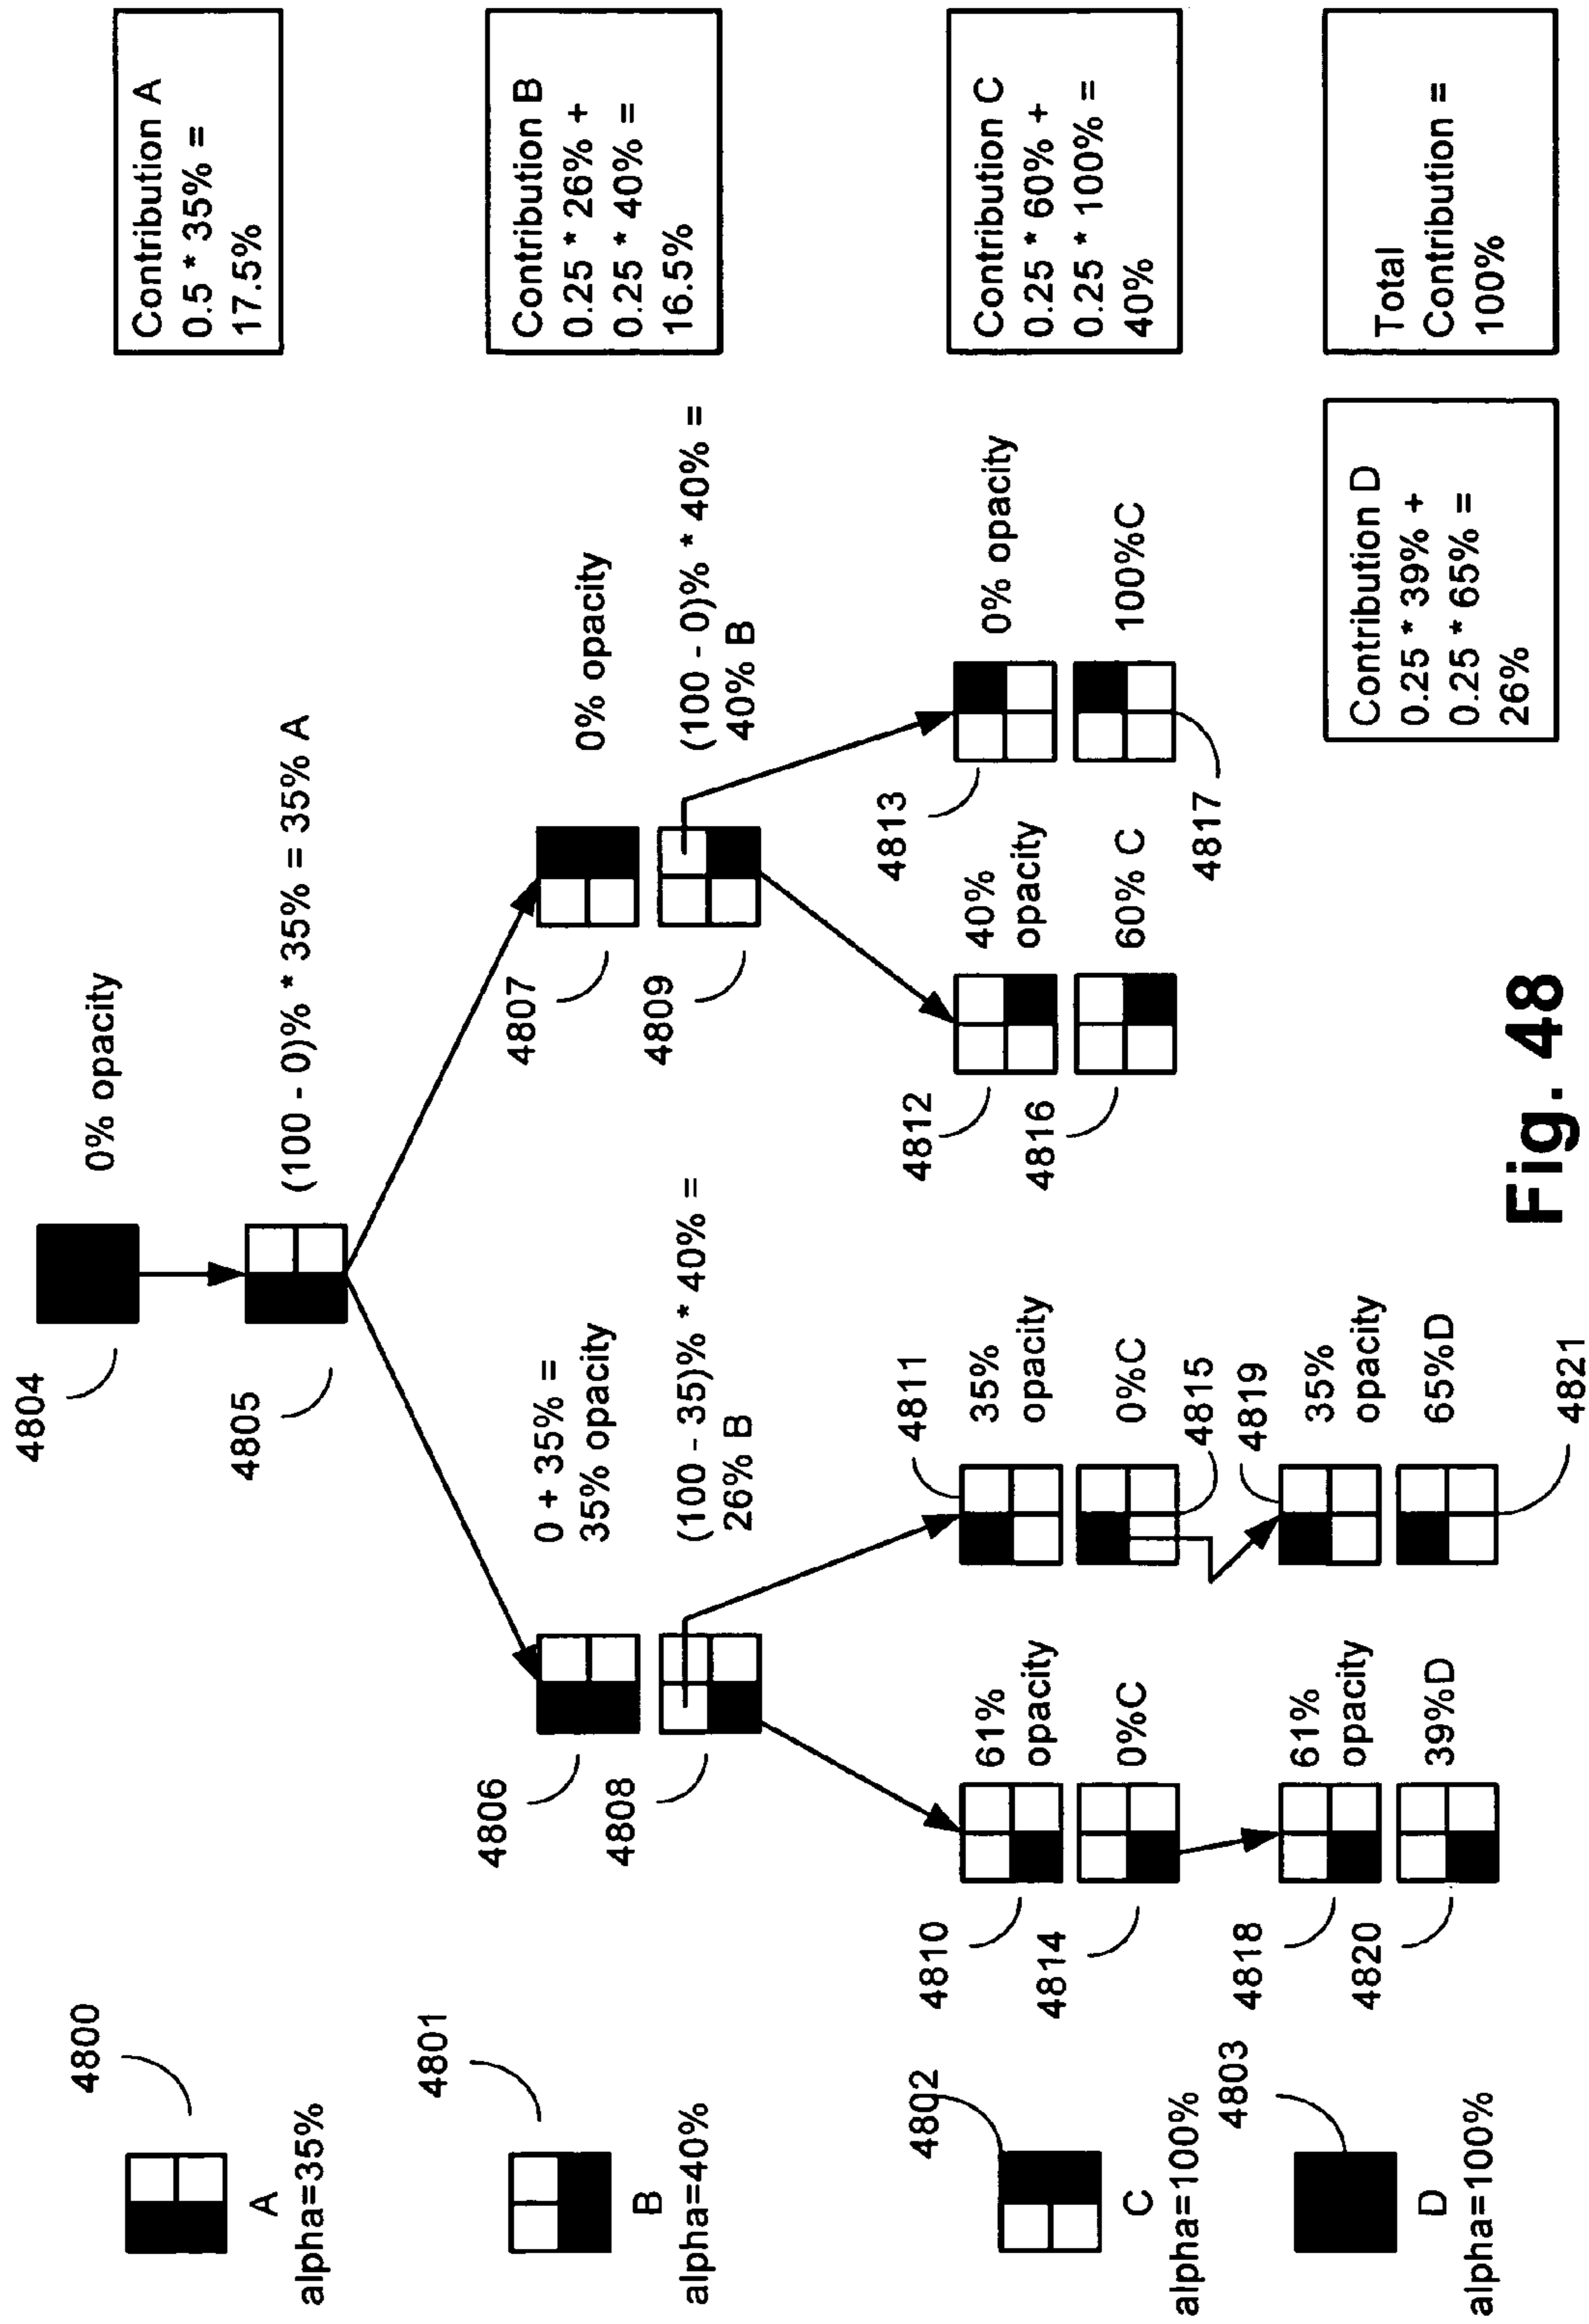 4800
A
alpha=35%
4804
0% opacity
4805
(100 - 0)% * 35% = 35% A
Contribution A
0.5 * 35% =
17.5%
4801
B
alpha=40%
4806
0 + 35% =
35% opacity
4808
(100 - 35)% * 40% =
26% B
4807
0% opacity
4809
(100 - 0)% * 40% =
40% B
Contribution B
0.25 * 26% +
0.25 * 40% =
16.5%
4802
C
alpha=100%
4810
61%
opacity
4814
0%C
4811
35%
opacity
0%C
4815
4812
40%
opacity
4816
60% C
4813
0% opacity
100%C
4817
Contribution C
0.25 * 60% +
0.25 * 100% =
40%
4803
D
alpha=100%
4818
61%
opacity
4820
39%D
4819
35%
opacity
65%D
4821
Contribution D
0.25 * 39% +
0.25 * 65% =
26%
Total
Contribution =
100%
Fig. 48